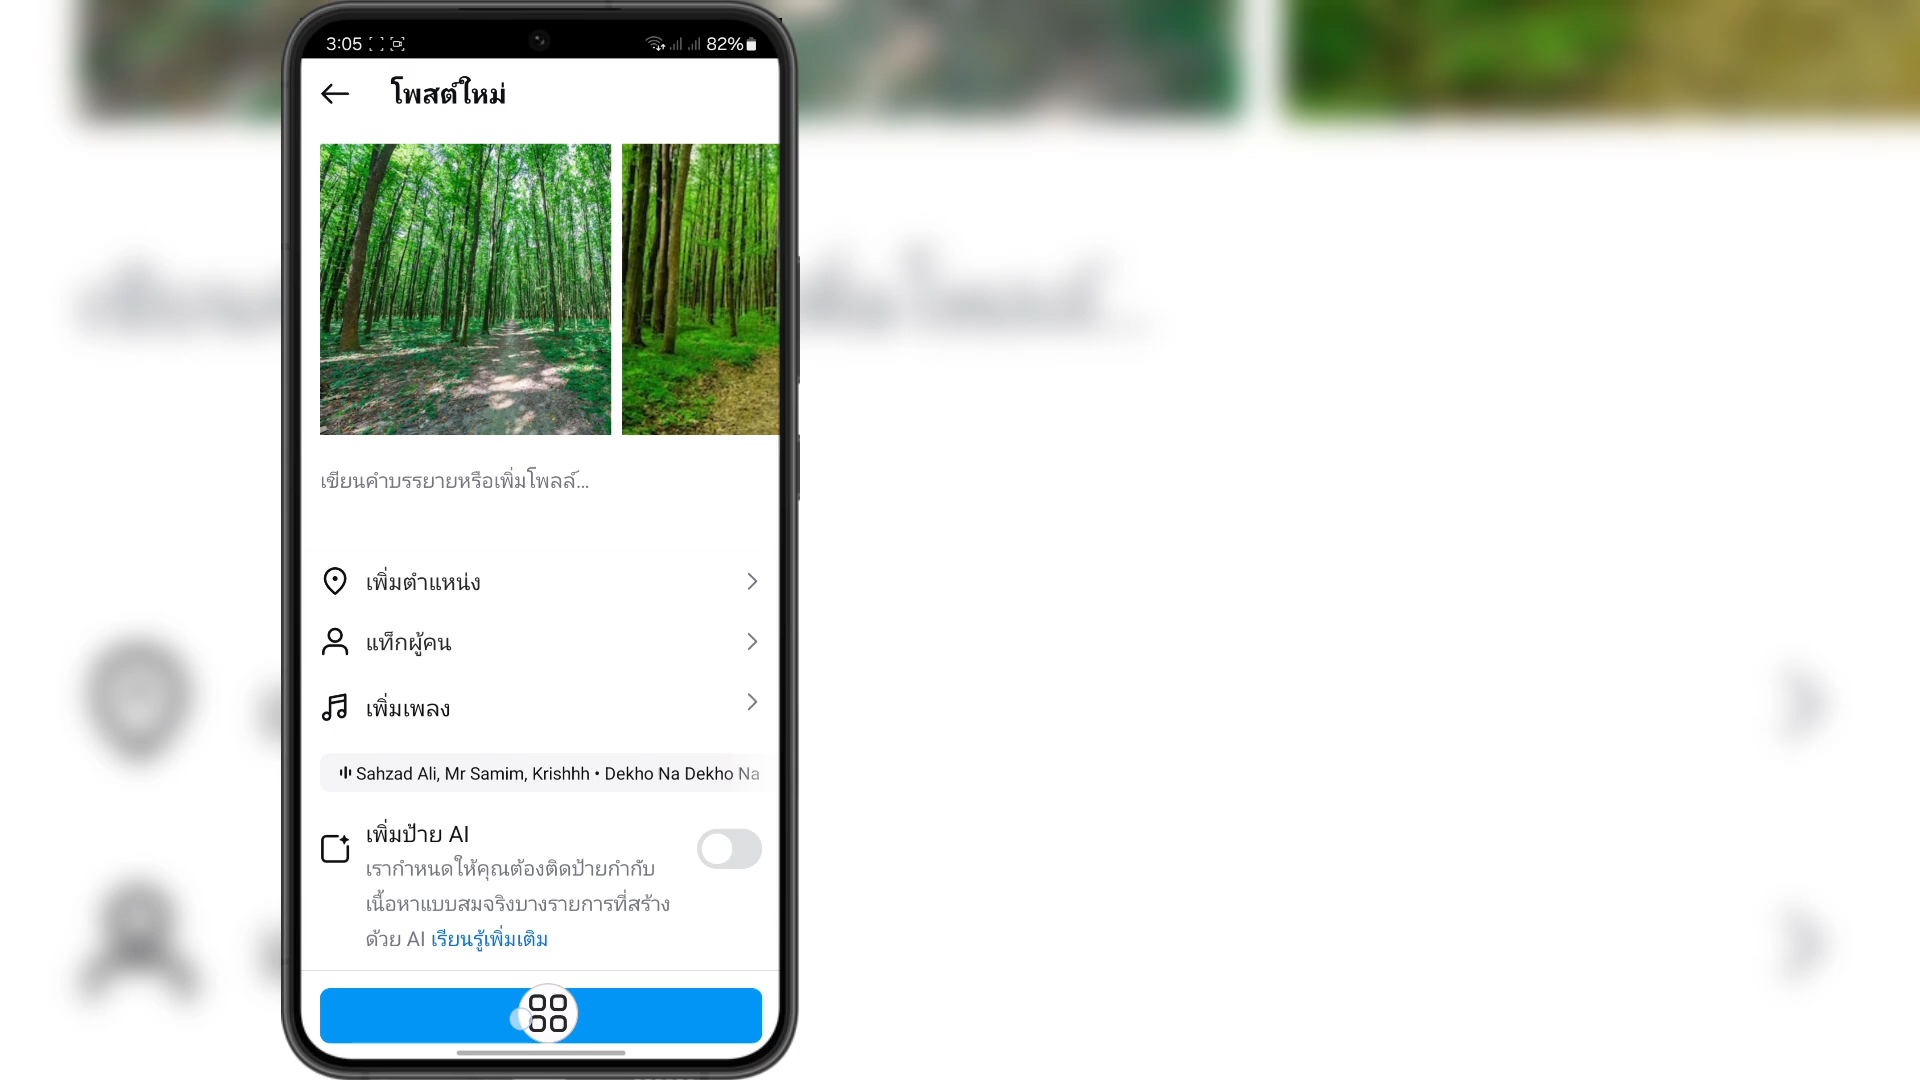 3:05
82%
โพสต์ใหม่
เขียนคำบรรยายหรือเพิ่มโพลล์...
เพิ่มตำแหน่ง
แท็กผู้คน
เพิ่มเพลง
Sahzad Ali, Mr Samim, Krishhh • Dekho Na Dekho Na
เพิ่มป้าย AI
เรากำหนดให้คุณต้องติดป้ายกำกับ
เนื้อหาแบบสมจริงบางรายการที่สร้าง
ด้วย AI เรียนรู้เพิ่มเติม